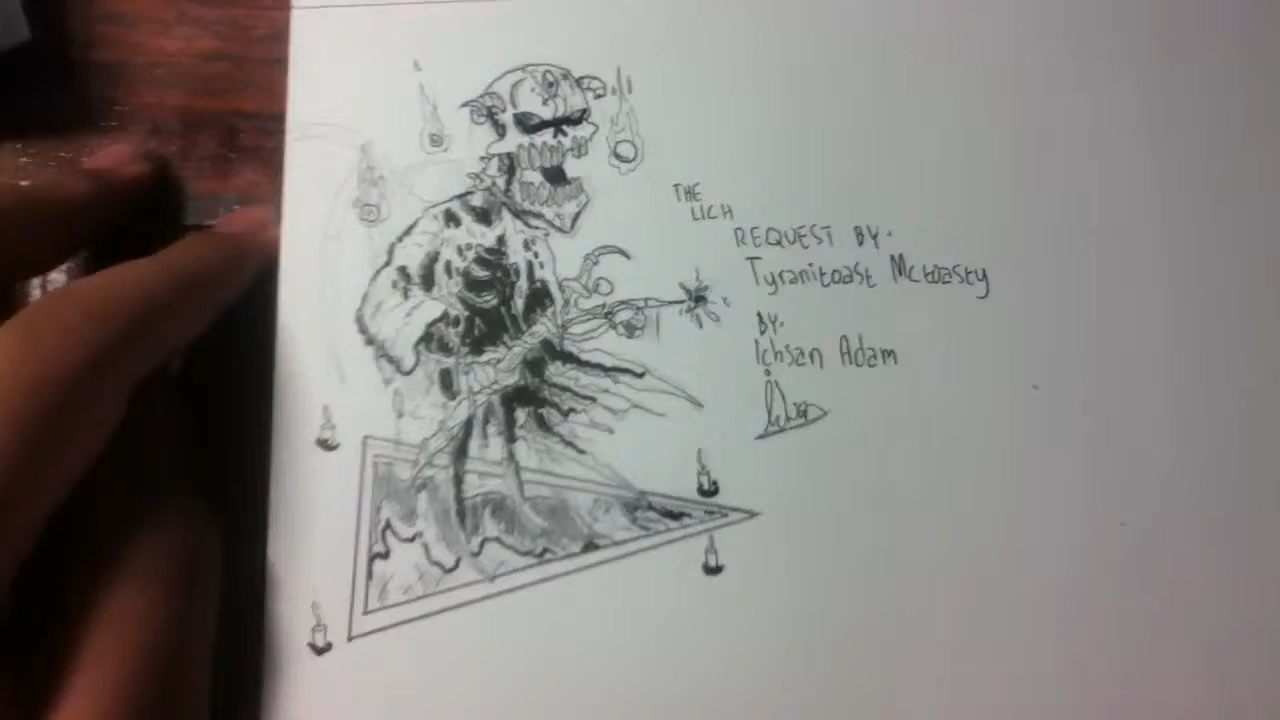 THE
LICH
REQUEST BY.
Tyranitoast Mctoasty
BY.
Ichsan Adam